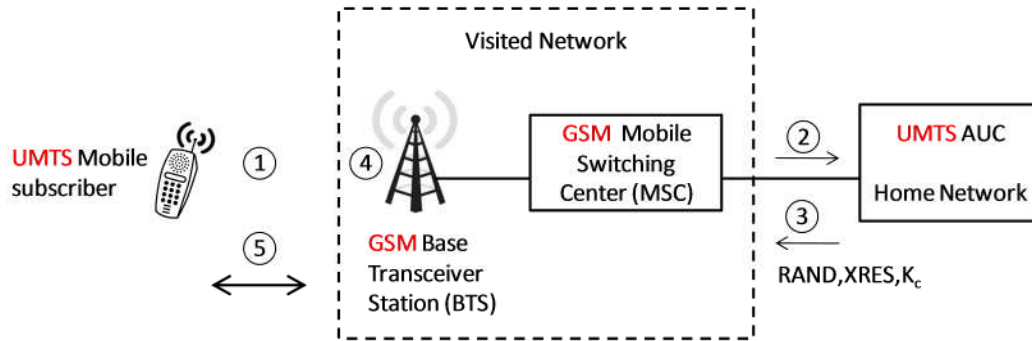 Visited Network
UMTS Mobile
subscriber
1
4
GSM Mobile
Switching
Center (MSC)
2
UMTS AUC
Home Network
3
RAND,XRES,Kc
5
GSM Base
Transceiver
Station (BTS)